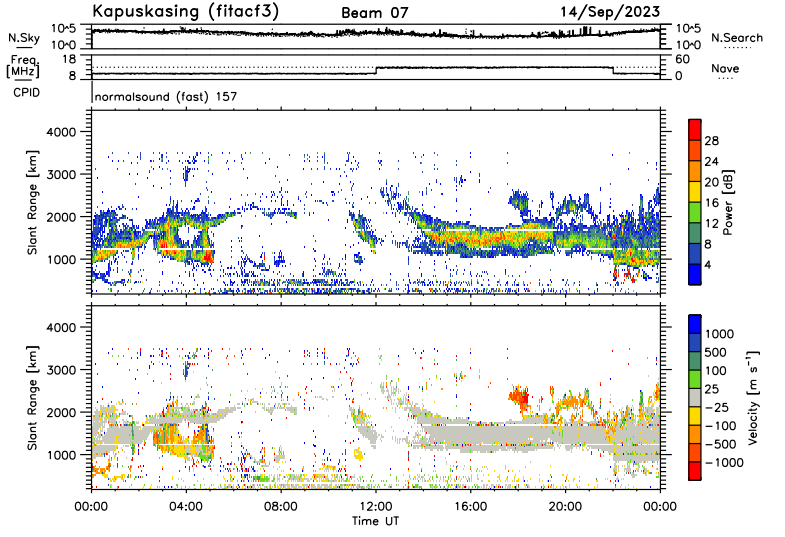 Kapuskasing (fitacf3) Beam 07 14/Sep/2023
N.Sky 10^5 10^0 10^5 10^0 N.Search
Freq. [MHz] 18 8 60 0 Nave
CPID normalsound (fast) 157
Slant Range [km] 4000 3000 2000 1000
Power [dB] 28 24 20 16 12 8 4
Slant Range [km] 4000 3000 2000 1000
Velocity [m s⁻¹] 1000 500 100 25 −25 −100 −500 −1000
00:00 04:00 08:00 12:00 16:00 20:00 00:00
Time UT